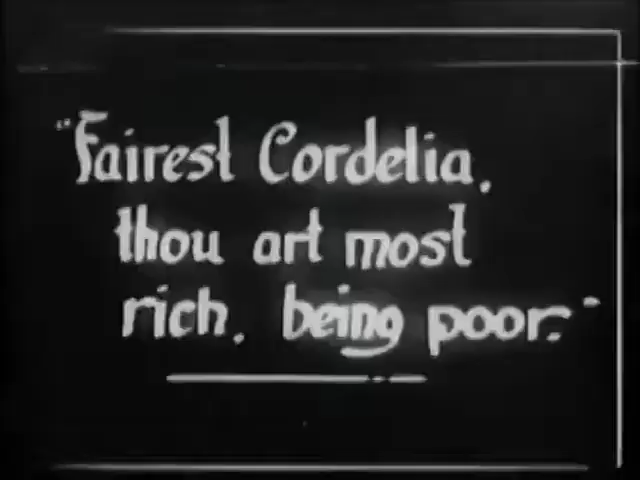 "Fairest Cordelia,
thou art most
rich, being poor."